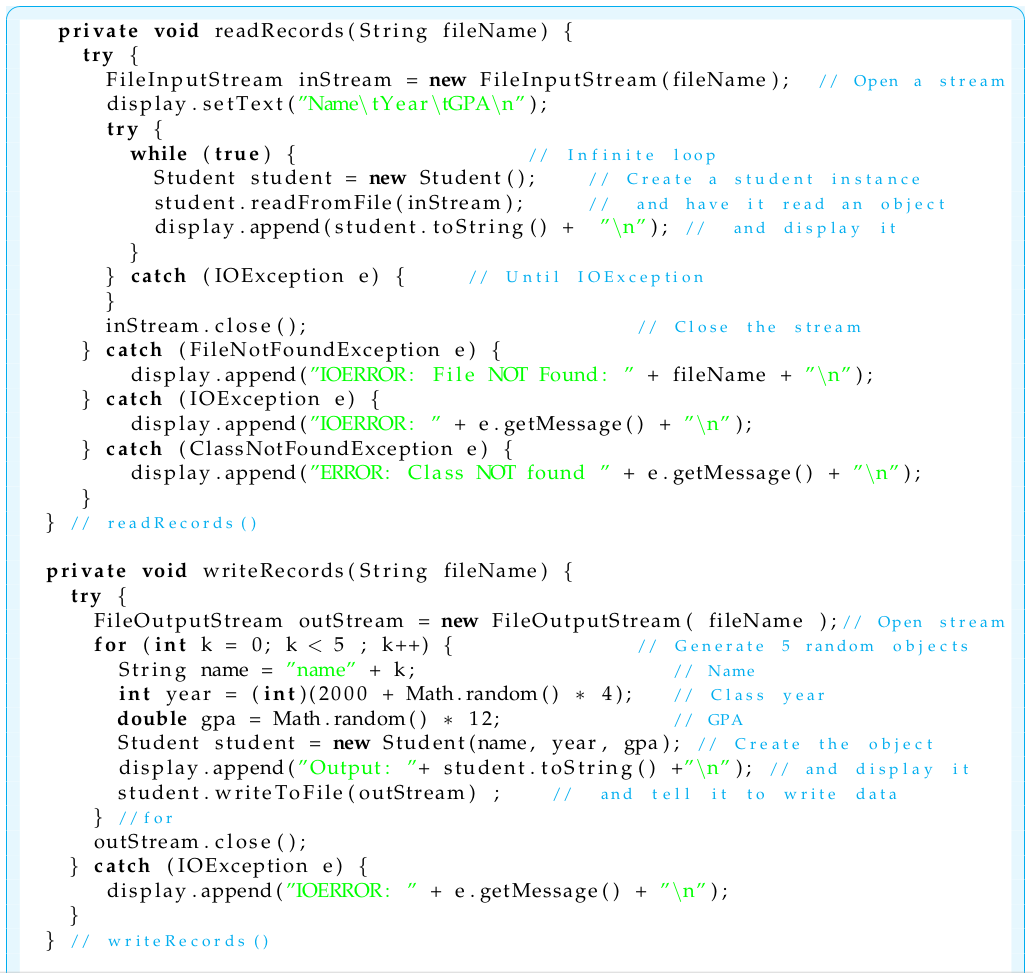 private void readRecords(String fileName) {
try {
FileInputStream inStream = new FileInputStream(fileName); // Open a stream
display.setText("Name\tYear\tGPA\n");
try {
while (true) { // Infinite loop
Student student = new Student(); // Create a student instance
student.readFromFile(inStream); // and have it read an object
display.append(student.toString() + "\n"); // and display it
}
} catch (IOException e) { // Until IOException
}
inStream.close(); // Close the stream
} catch (FileNotFoundException e) {
display.append("IOERROR: File NOT Found: " + fileName + "\n");
} catch (IOException e) {
display.append("IOERROR: " + e.getMessage() + "\n");
} catch (ClassNotFoundException e) {
display.append("ERROR: Class NOT found " + e.getMessage() + "\n");
}
} // readRecords()
private void writeRecords(String fileName) {
try {
FileOutputStream outStream = new FileOutputStream( fileName );// Open stream
for (int k = 0; k < 5 ; k++) { // Generate 5 random objects
String name = "name" + k; // Name
int year = (int)(2000 + Math.random() * 4); // Class year
double gpa = Math.random() * 12; // GPA
Student student = new Student(name, year, gpa); // Create the object
display.append("Output: "+ student.toString() +"\n"); // and display it
student.writeToFile(outStream) ; // and tell it to write data
} //for
outStream.close();
} catch (IOException e) {
display.append("IOERROR: " + e.getMessage() + "\n");
}
} // writeRecords()